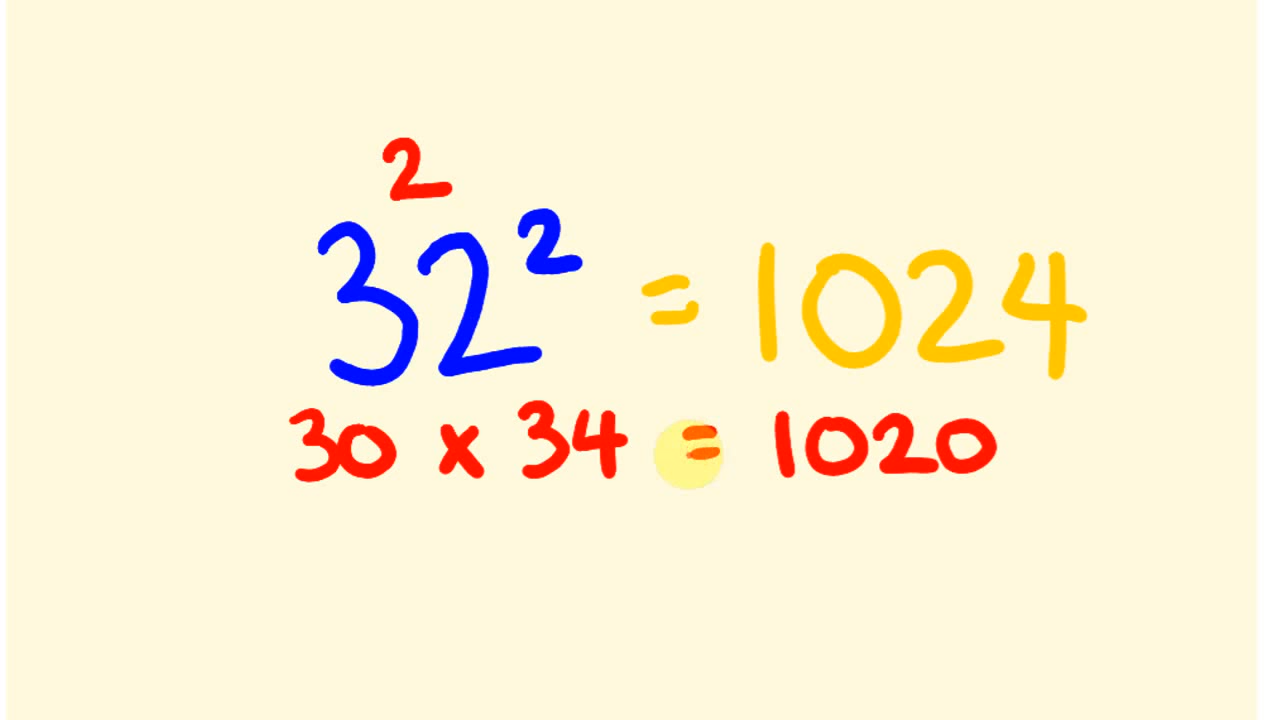 2
32² = 1024
30 x 34 = 1020